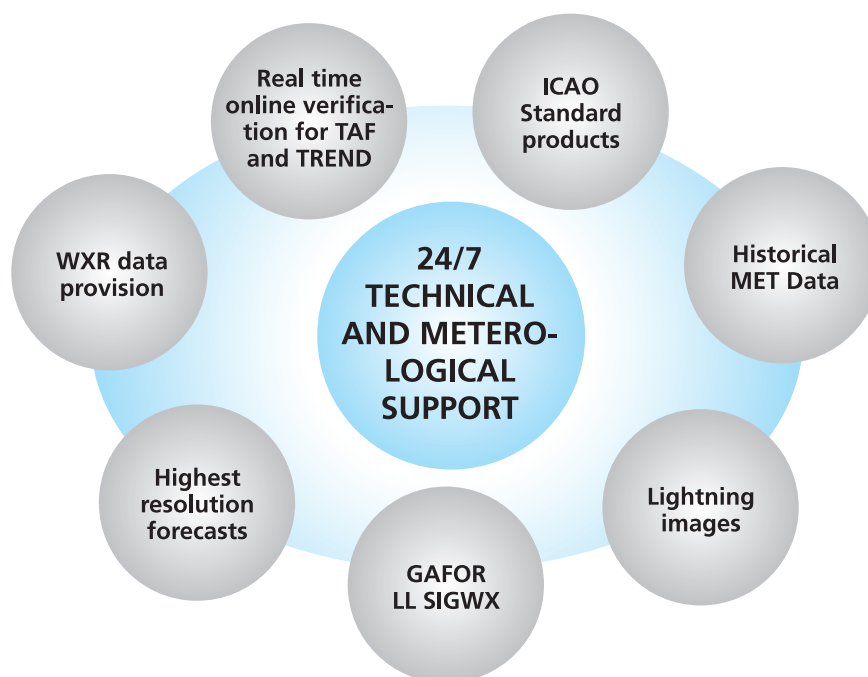 Real time
online verifica-
tion for TAF
and TREND
ICAO
Standard
products
WXR data
provision
24/7
TECHNICAL
AND METERO-
LOGICAL
SUPPORT
Historical
MET Data
Highest
resolution
forecasts
Lightning
images
GAFOR
LL SIGWX